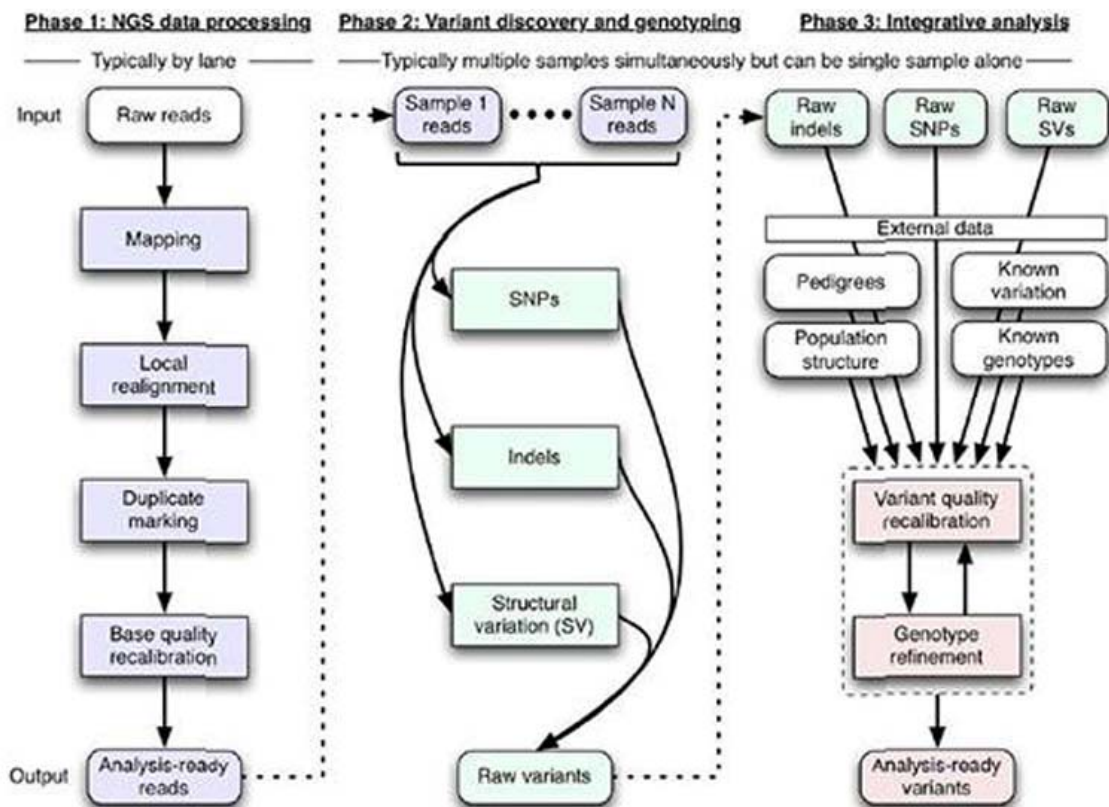 Phase 1: NGS data processing
Phase 2: Variant discovery and genotyping
Phase 3: Integrative analysis
Typically by lane
Typically multiple samples simultaneously but can be single sample alone
Input
Raw reads
Mapping
Local
realignment
Duplicate
marking
Base quality
recalibration
Output
Analysis-ready
reads
Sample 1
reads
Sample N
reads
SNPs
Indels
Structural
variation (SV)
Raw variants
Raw
indels
Raw
SNPs
Raw
SVs
External data
Pedigrees
Known
variation
Population
structure
Known
genotypes
Variant quality
recalibration
Genotype
refinement
Analysis-ready
variants